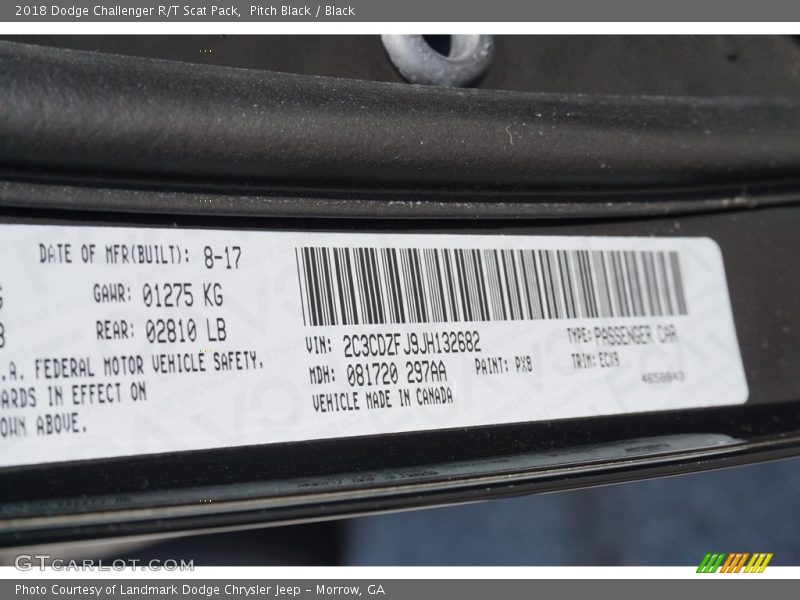 2018 Dodge Challenger R/T Scat Pack,  Pitch Black / Black
DATE OF MFR(BUILT): 8-17
GAWR: 01275 KG
REAR: 02810 LB
.A. FEDERAL MOTOR VEHICLE SAFETY,
ARDS IN EFFECT ON
OWN ABOVE.
VIN: 2C3CDZFJ9JH132682
TYPE: PASSENGER CAR
MDH: 081720 297AA
PAINT: PX8
TRIM: ECX9
VEHICLE MADE IN CANADA
4658043
GTCARLOT.COM
Photo Courtesy of Landmark Dodge Chrysler Jeep – Morrow, GA